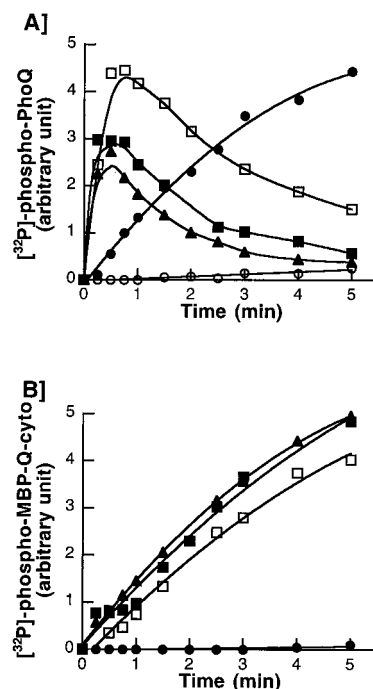 A]
[32P]-phospho-PhoQ
(arbitrary unit)
5
4
3
2
1
0
0 1 2 3 4 5
Time (min)
B]
[32P]-phospho-MBP-Q-cyto
(arbitrary unit)
5
4
3
2
1
0
0 1 2 3 4 5
Time (min)